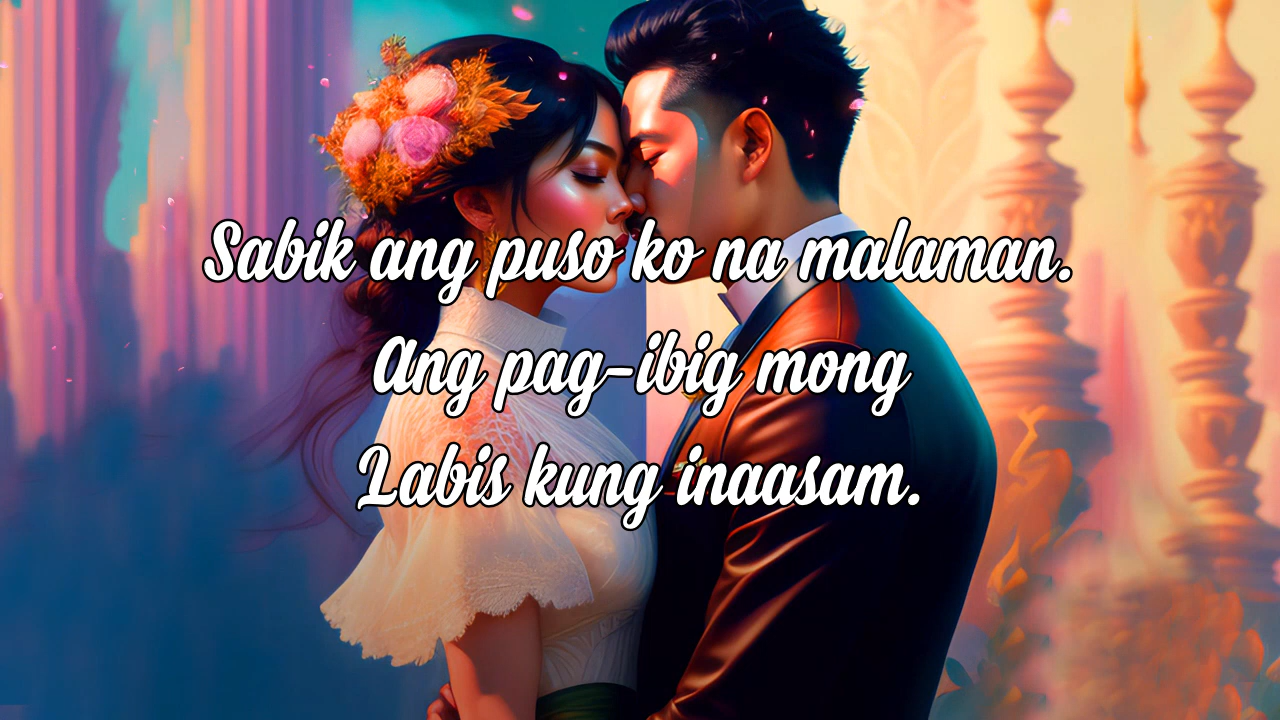 Sabik ang puso ko na malaman.
Ang pag-ibig mong
Labis kung inaasam.